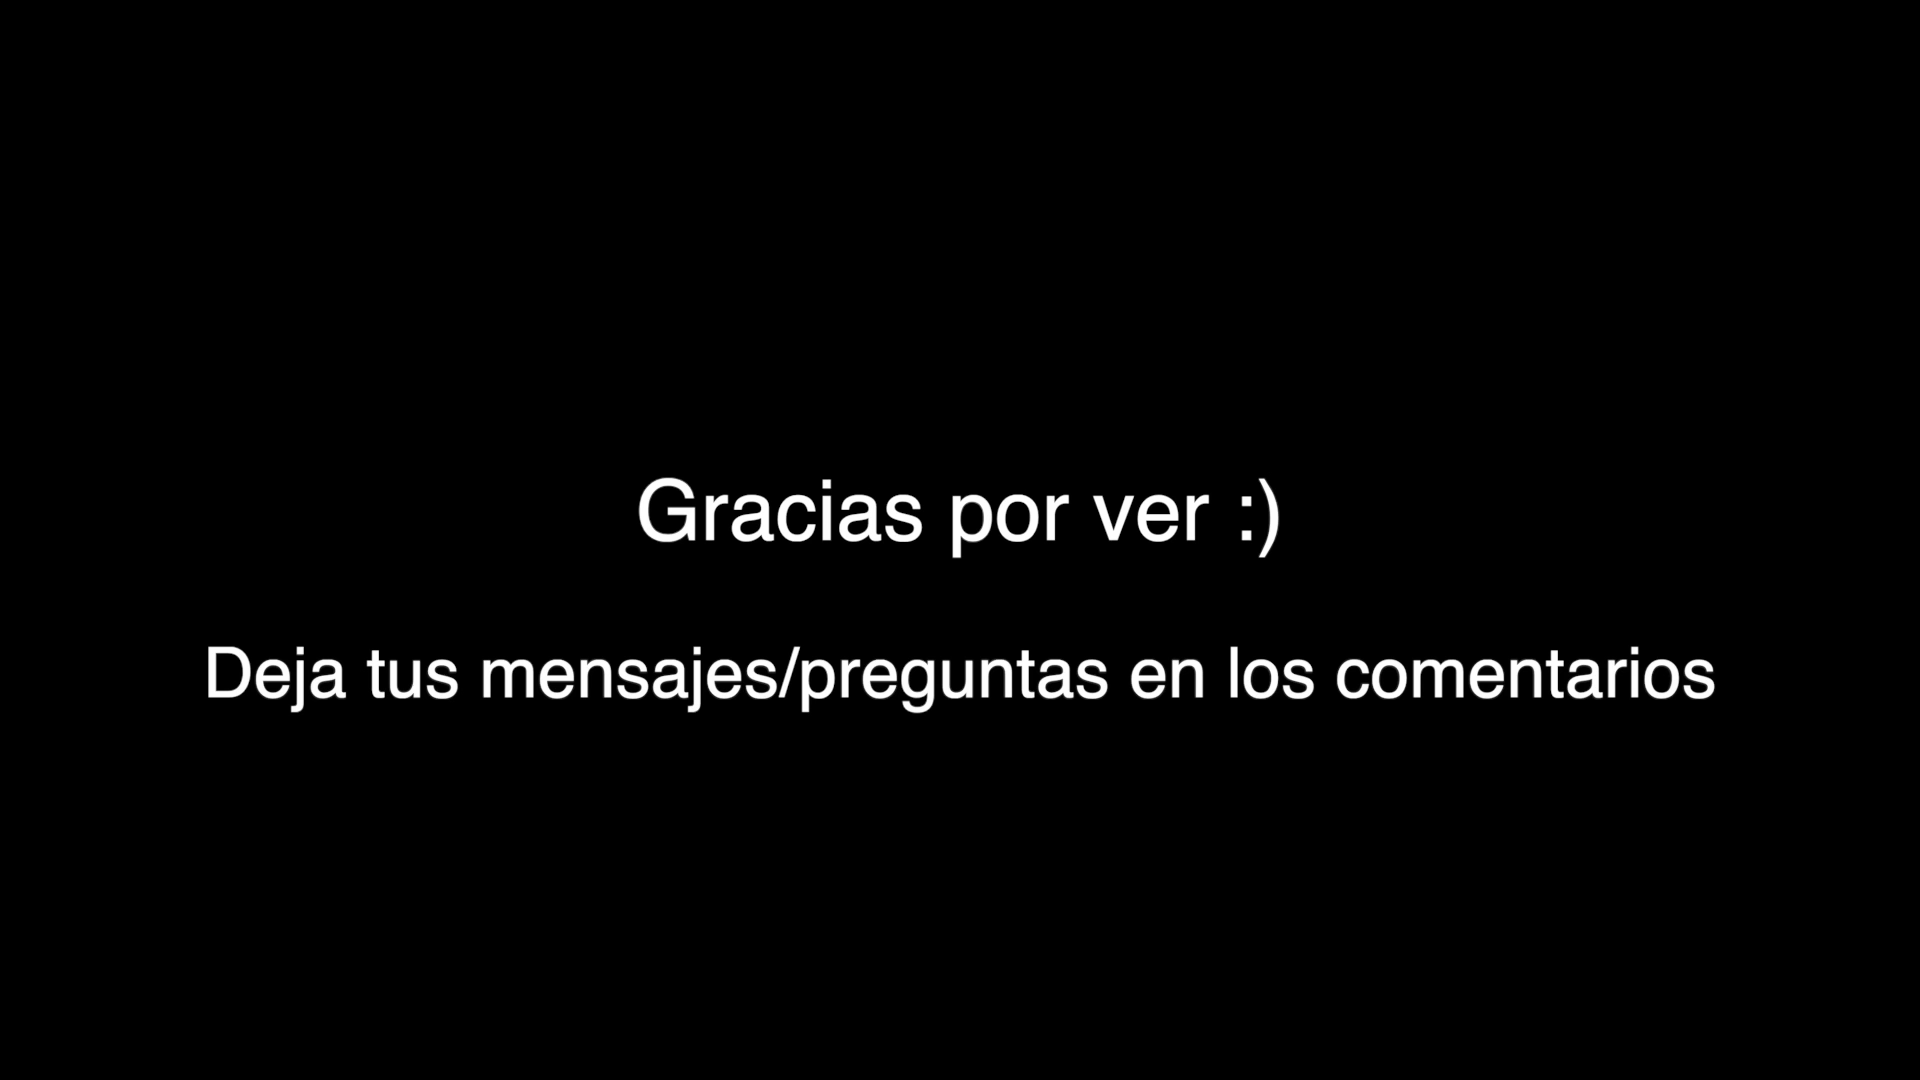 Gracias por ver :)
Deja tus mensajes/preguntas en los comentarios